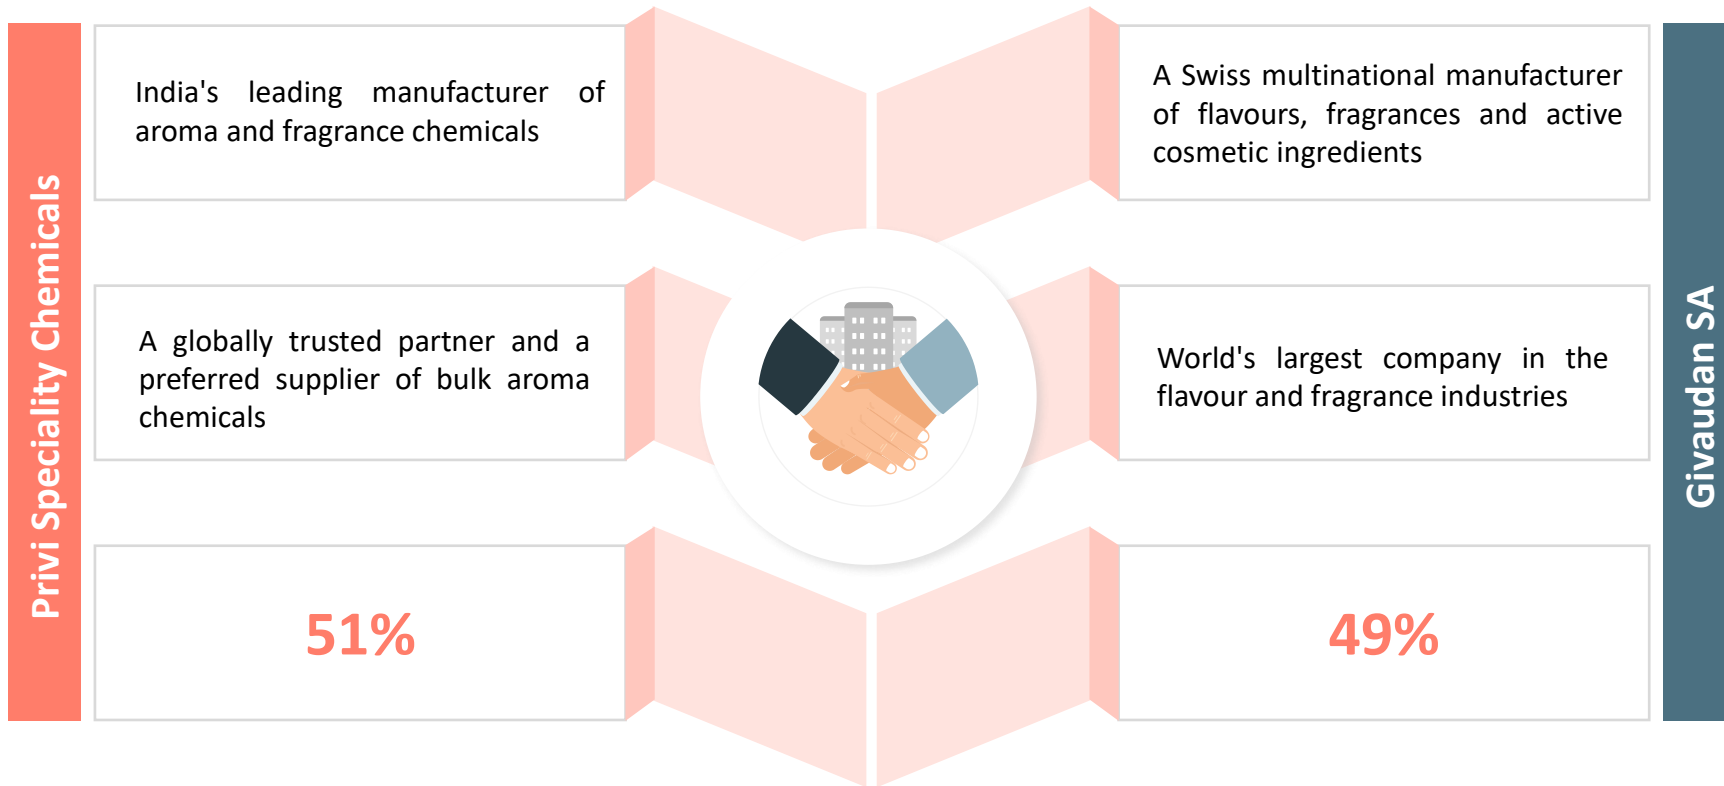 Privi Speciality Chemicals
India's leading manufacturer of
aroma and fragrance chemicals
A globally trusted partner and a
preferred supplier of bulk aroma
chemicals
51%
A Swiss multinational manufacturer
of flavours, fragrances and active
cosmetic ingredients
World's largest company in the
flavour and fragrance industries
49%
Givaudan SA